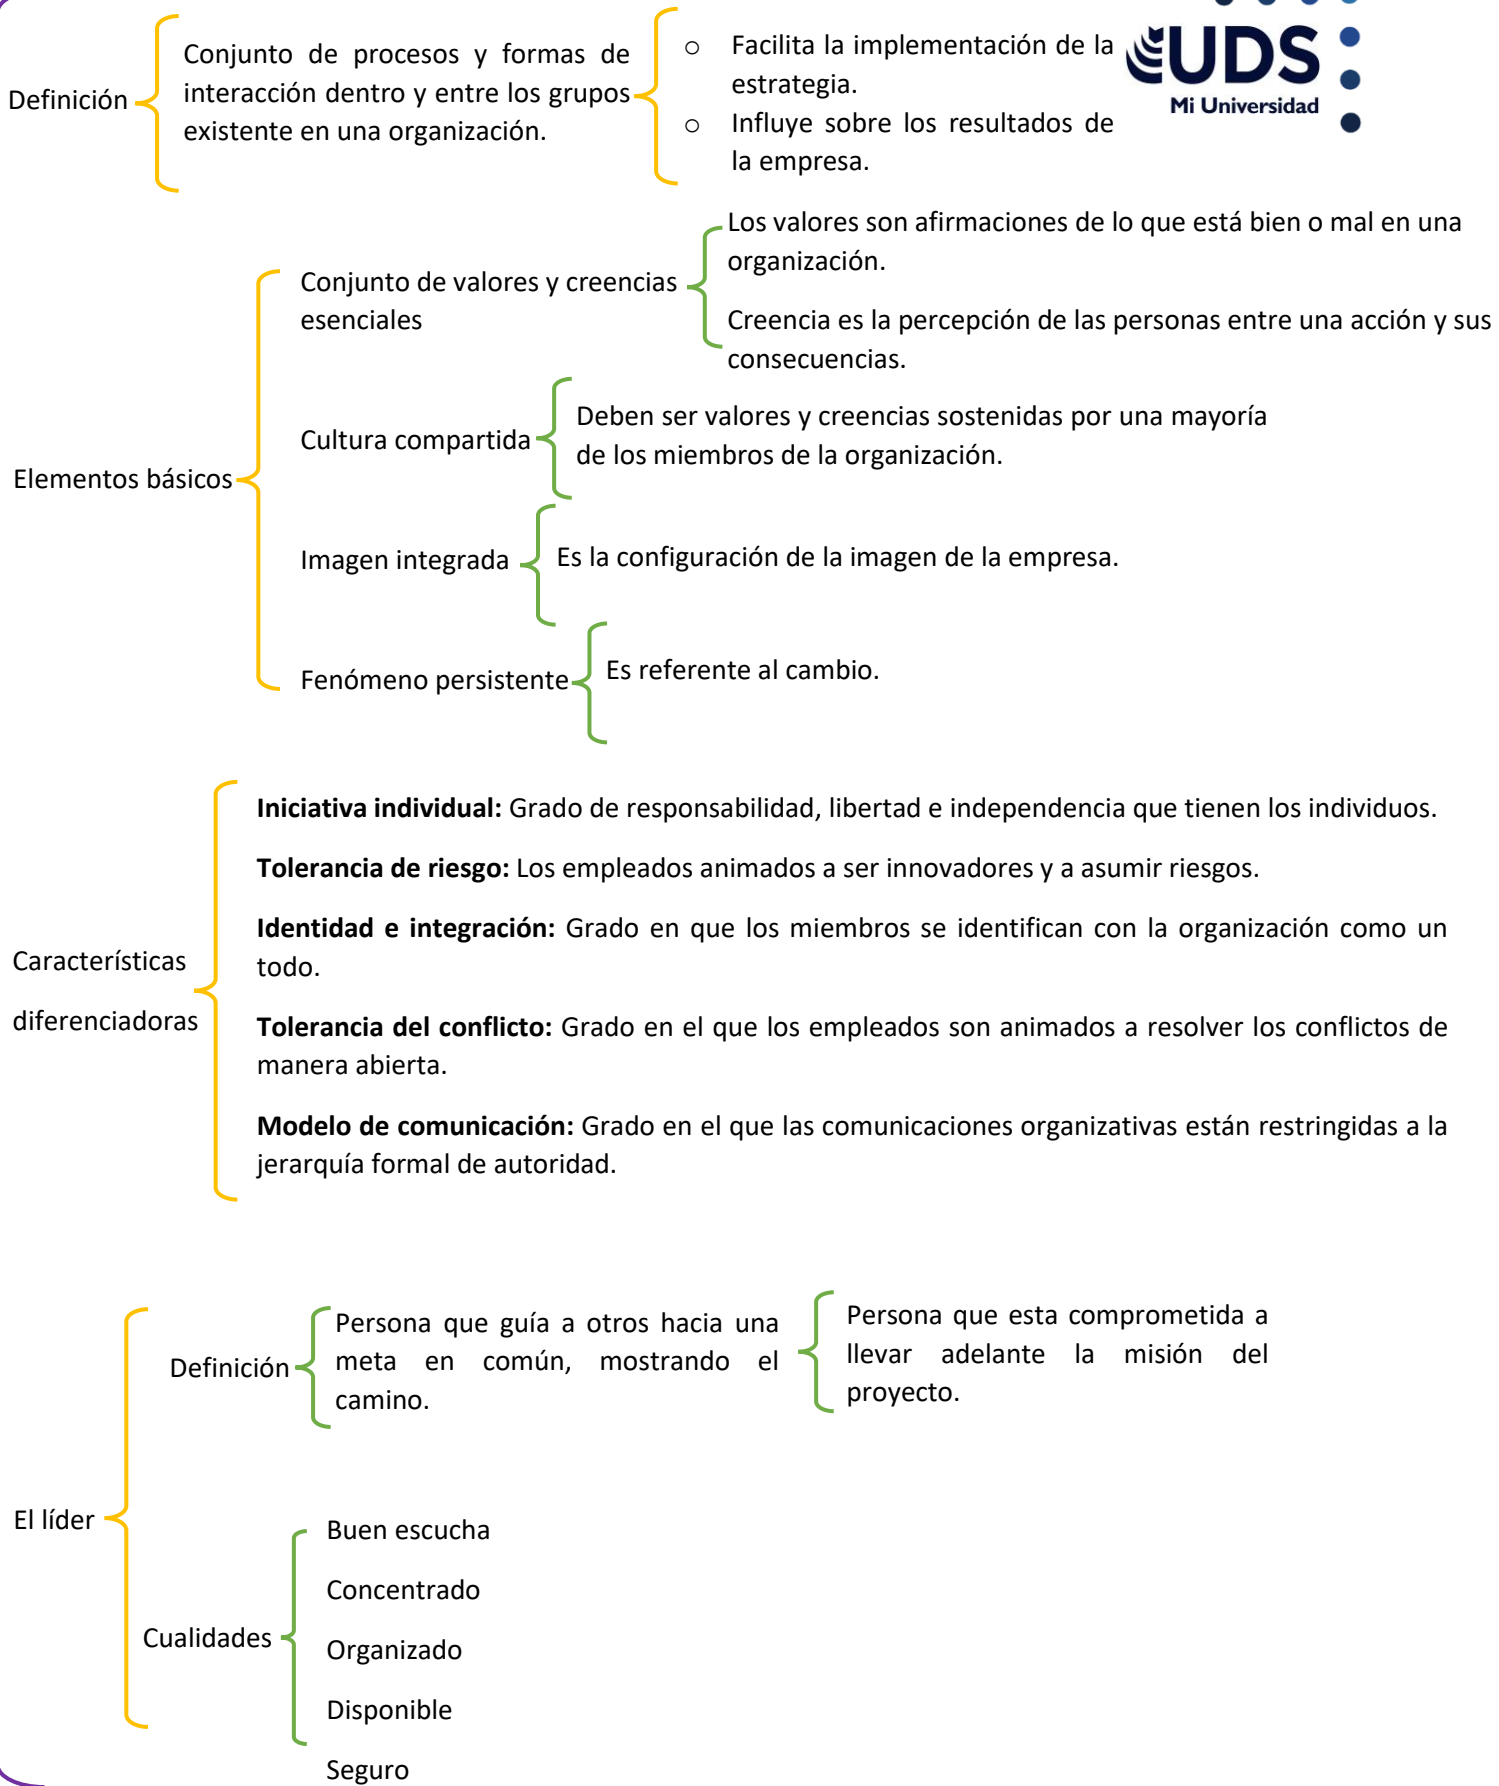 Definición
Conjunto de procesos y formas de
interacción dentro y entre los grupos
existente en una organización.
o Facilita la implementación de la
estrategia.
o Influye sobre los resultados de
la empresa.
UDS
Mi Universidad
Elementos básicos
Conjunto de valores y creencias
esenciales
Los valores son afirmaciones de lo que está bien o mal en una
organización.
Creencia es la percepción de las personas entre una acción y sus
consecuencias.
Cultura compartida
Deben ser valores y creencias sostenidas por una mayoría
de los miembros de la organización.
Imagen integrada
Es la configuración de la imagen de la empresa.
Fenómeno persistente
Es referente al cambio.
Características
diferenciadoras
Iniciativa individual: Grado de responsabilidad, libertad e independencia que tienen los individuos.
Tolerancia de riesgo: Los empleados animados a ser innovadores y a asumir riesgos.
Identidad e integración: Grado en que los miembros se identifican con la organización como un
todo.
Tolerancia del conflicto: Grado en el que los empleados son animados a resolver los conflictos de
manera abierta.
Modelo de comunicación: Grado en el que las comunicaciones organizativas están restringidas a la
jerarquía formal de autoridad.
El líder
Definición
Persona que guía a otros hacia una
meta en común, mostrando el
camino.
Persona que esta comprometida a
llevar adelante la misión del
proyecto.
Cualidades
Buen escucha
Concentrado
Organizado
Disponible
Seguro